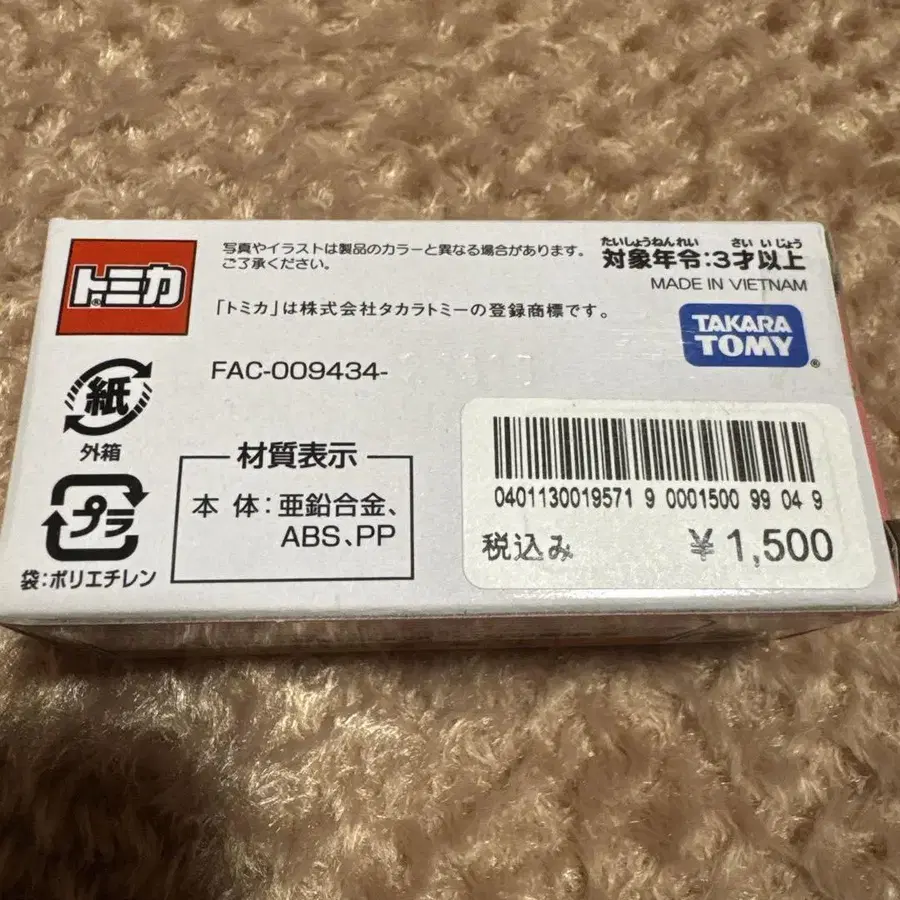 トミカ®
写真やイラストは製品のカラーと異なる場合があります。
ご了承ください。
「トミカ」は株式会社タカラトミーの登録商標です。
たいしょうねんれい さい いじょう
対象年令:3才以上
MADE IN VIETNAM
TAKARA
TOMY®
FAC-009434-
紙
外箱
プラ
袋:ポリエチレン
材質表示
本 体:亜鉛合金、
ABS、PP
0401130019571 9 0001500 99 04 9
税込み ¥1,500